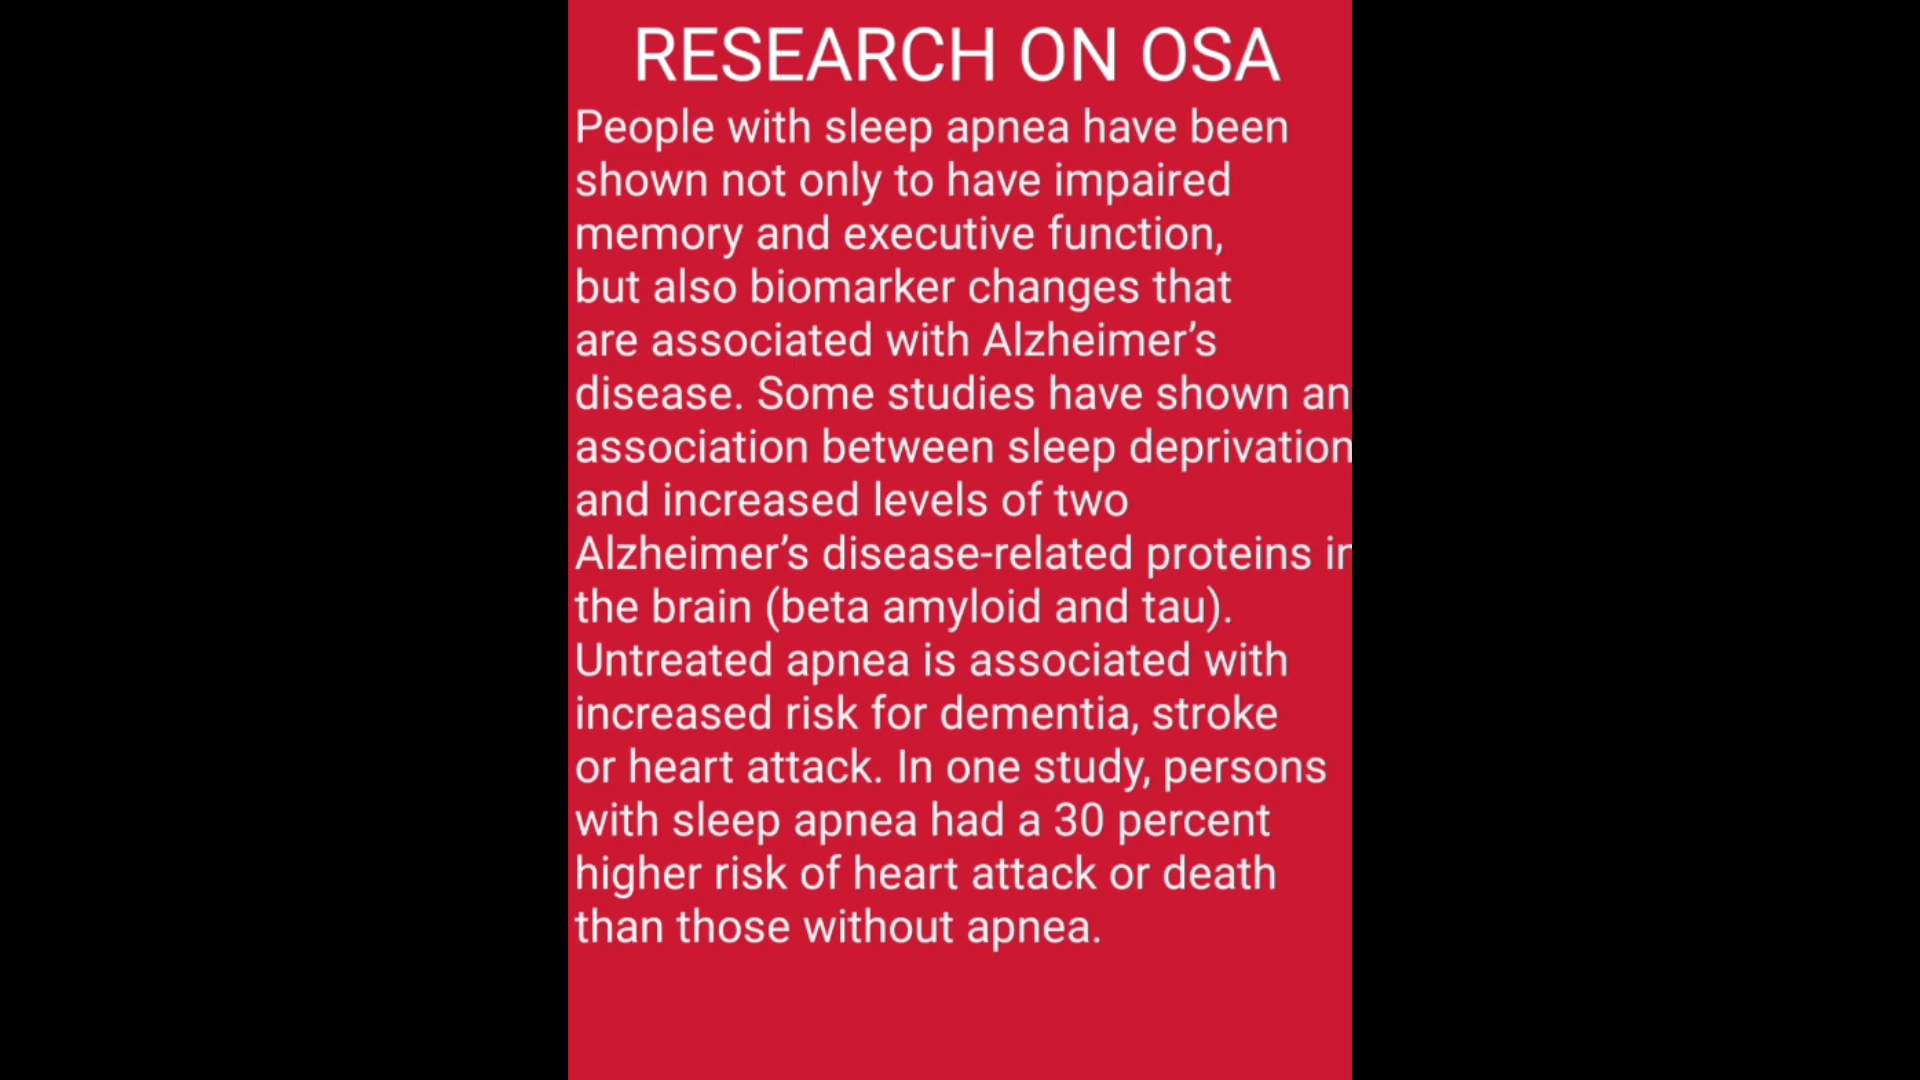 RESEARCH ON OSA
People with sleep apnea have been
shown not only to have impaired
memory and executive function,
but also biomarker changes that
are associated with Alzheimer’s
disease. Some studies have shown an
association between sleep deprivation
and increased levels of two
Alzheimer’s disease-related proteins in
the brain (beta amyloid and tau).
Untreated apnea is associated with
increased risk for dementia, stroke
or heart attack. In one study, persons
with sleep apnea had a 30 percent
higher risk of heart attack or death
than those without apnea.